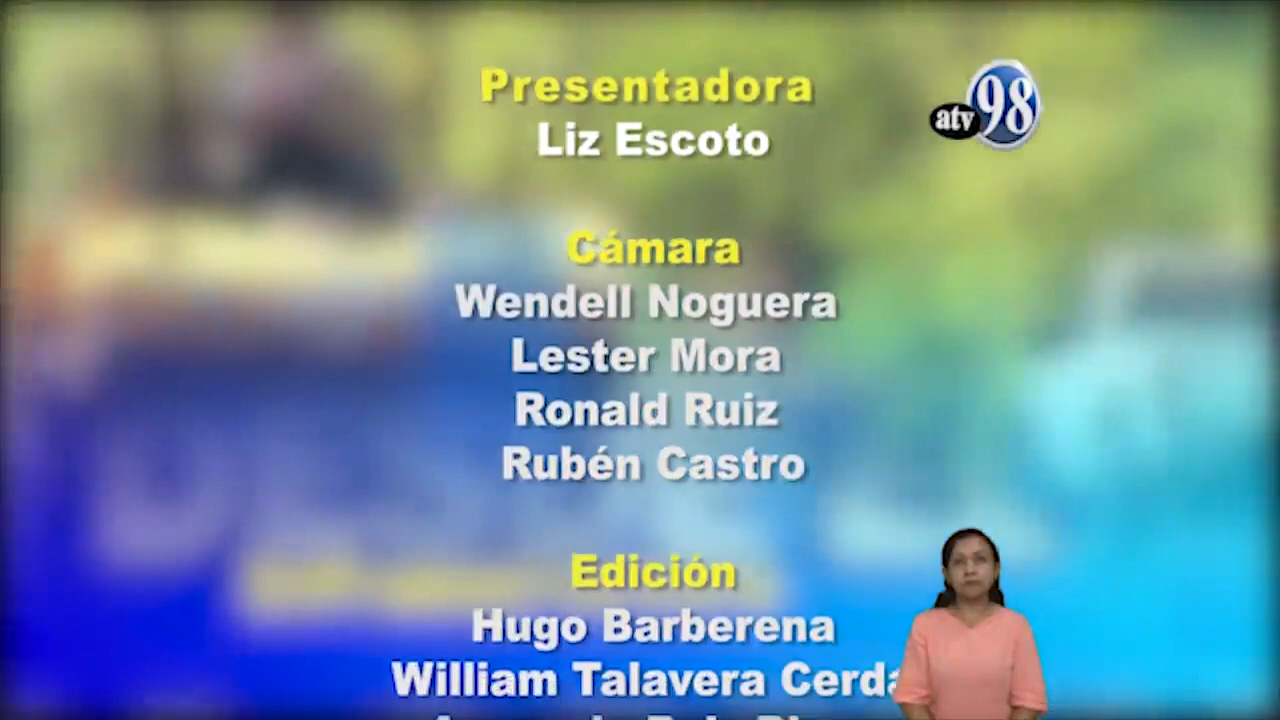 Presentadora
Liz Escoto
atv 98
Cámara
Wendell Noguera
Lester Mora
Ronald Ruiz
Rubén Castro
Edición
Hugo Barberena
William Talavera Cerda